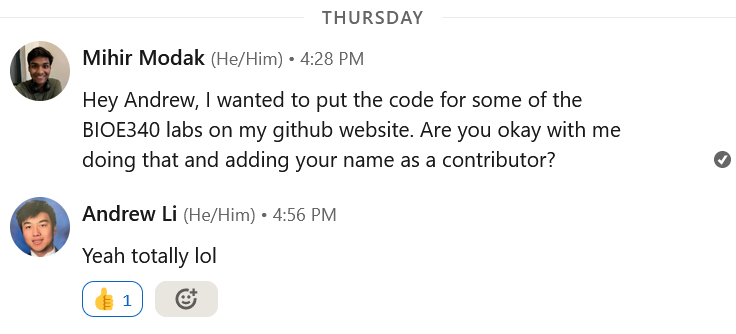 THURSDAY
Mihir Modak (He/Him) • 4:28 PM
Hey Andrew, I wanted to put the code for some of the
BIOE340 labs on my github website. Are you okay with me
doing that and adding your name as a contributor?
Andrew Li (He/Him) • 4:56 PM
Yeah totally lol
👍 1